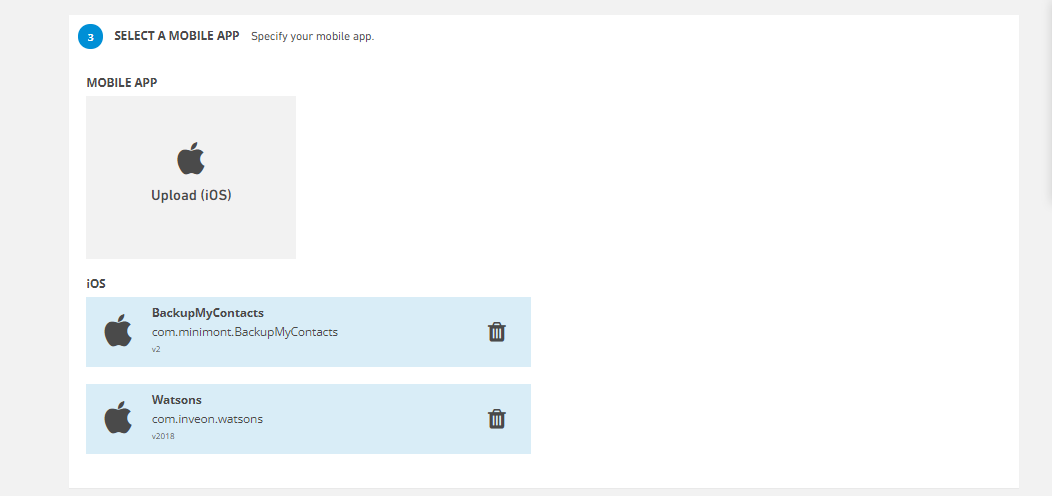 3 SELECT A MOBILE APP Specify your mobile app.
MOBILE APP
Upload (iOS)
iOS
BackupMyContacts
com.minimont.BackupMyContacts
v2
Watsons
com.inveon.watsons
v2018